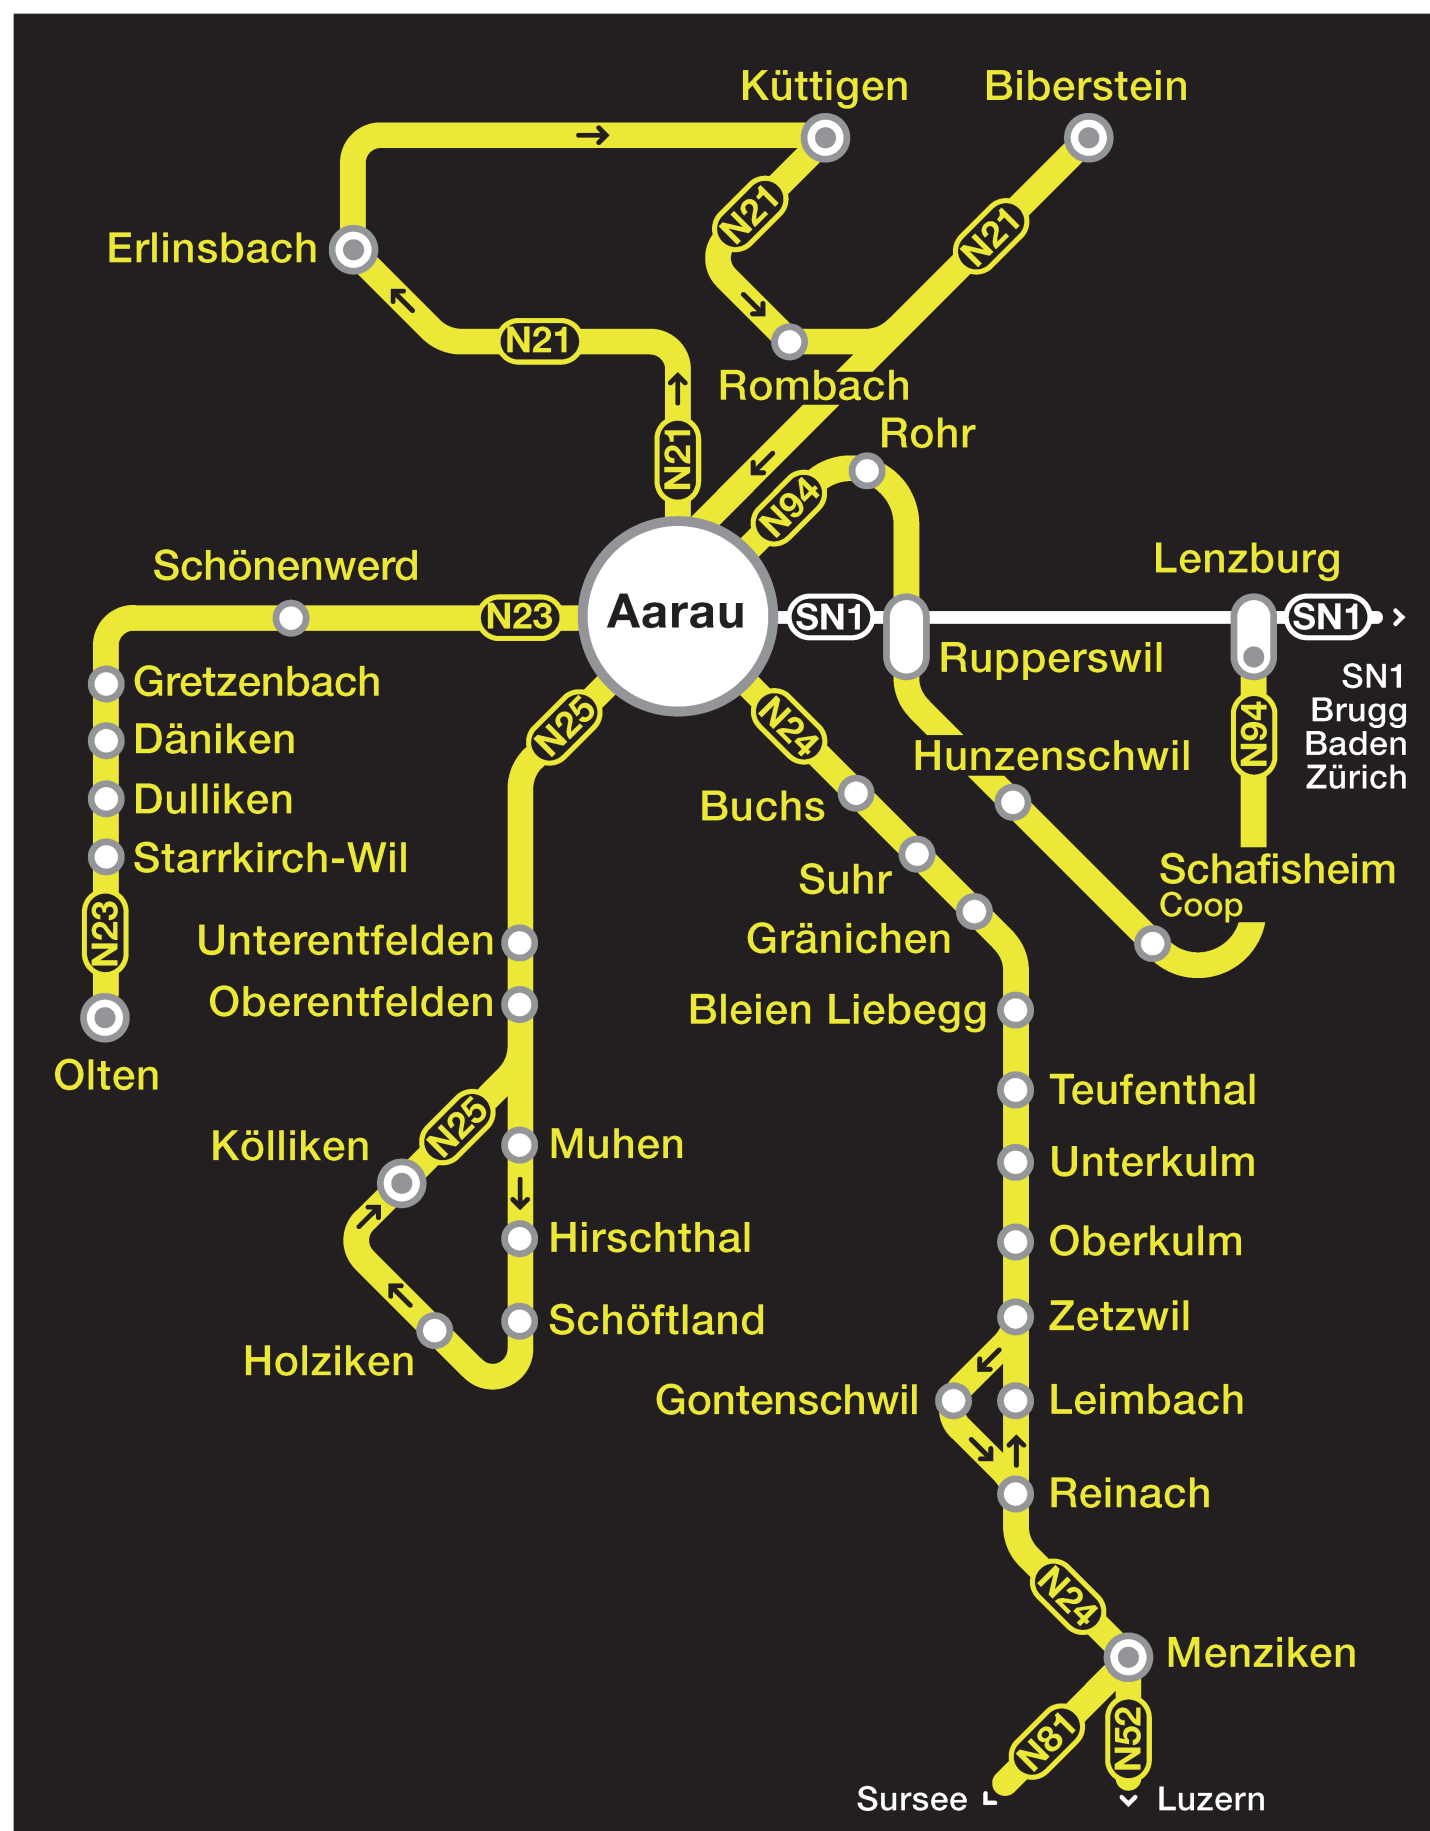 Küttigen
Biberstein
N21
N21
Erlinsbach
N21
Rombach
Rohr
N21
N94
Schönenwerd
Lenzburg
N23
Aarau
SN1
SN1
Rupperswil
SN1
Brugg
Baden
Zürich
Gretzenbach
N25
N24
N94
Däniken
Hunzenschwil
Dulliken
Buchs
Starrkirch-Wil
Schafisheim
Coop
Suhr
N23
Unterentfelden
Gränichen
Oberentfelden
Bleien Liebegg
Olten
Teufenthal
N25
Kölliken
Muhen
Unterkulm
Hirschthal
Oberkulm
Schöftland
Zetzwil
Holziken
Gontenschwil
Leimbach
Reinach
N24
Menziken
N81
N52
Sursee
Luzern